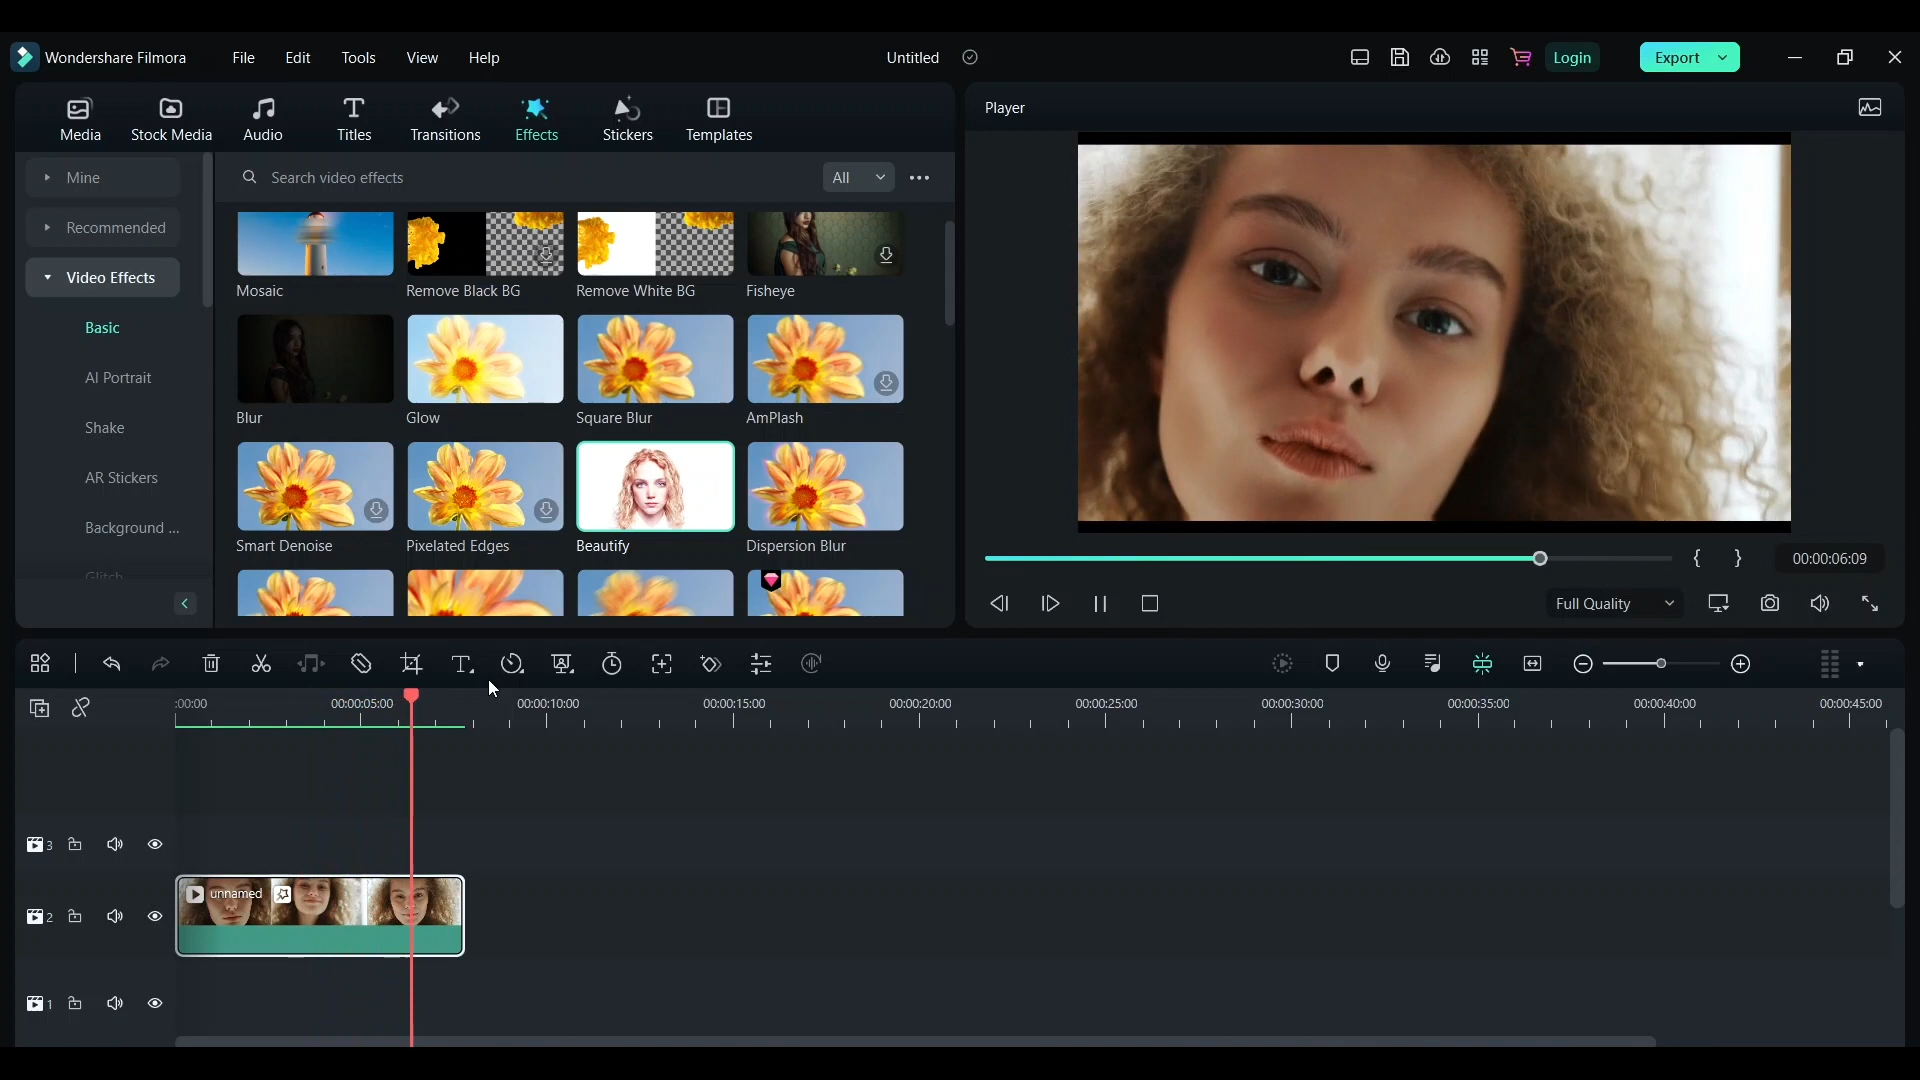 Wondershare Filmora File Edit Tools View Help Untitled Login Export
Media Stock Media Audio Titles Transitions Effects Stickers Templates
Player
Mine
Search video effects All
Recommended
Video Effects
Basic
AI Portrait
Shake
AR Stickers
Background ...
Glitch
Mosaic Remove Black BG Remove White BG Fisheye
Blur Glow Square Blur AmPlash
Smart Denoise Pixelated Edges Beautify Dispersion Blur
{ } 00:00:06:09
Full Quality
:00:00 00:00:05:00 00:00:10:00 00:00:15:00 00:00:20:00 00:00:25:00 00:00:30:00 00:00:35:00 00:00:40:00 00:00:45:00
3
unnamed
2
1